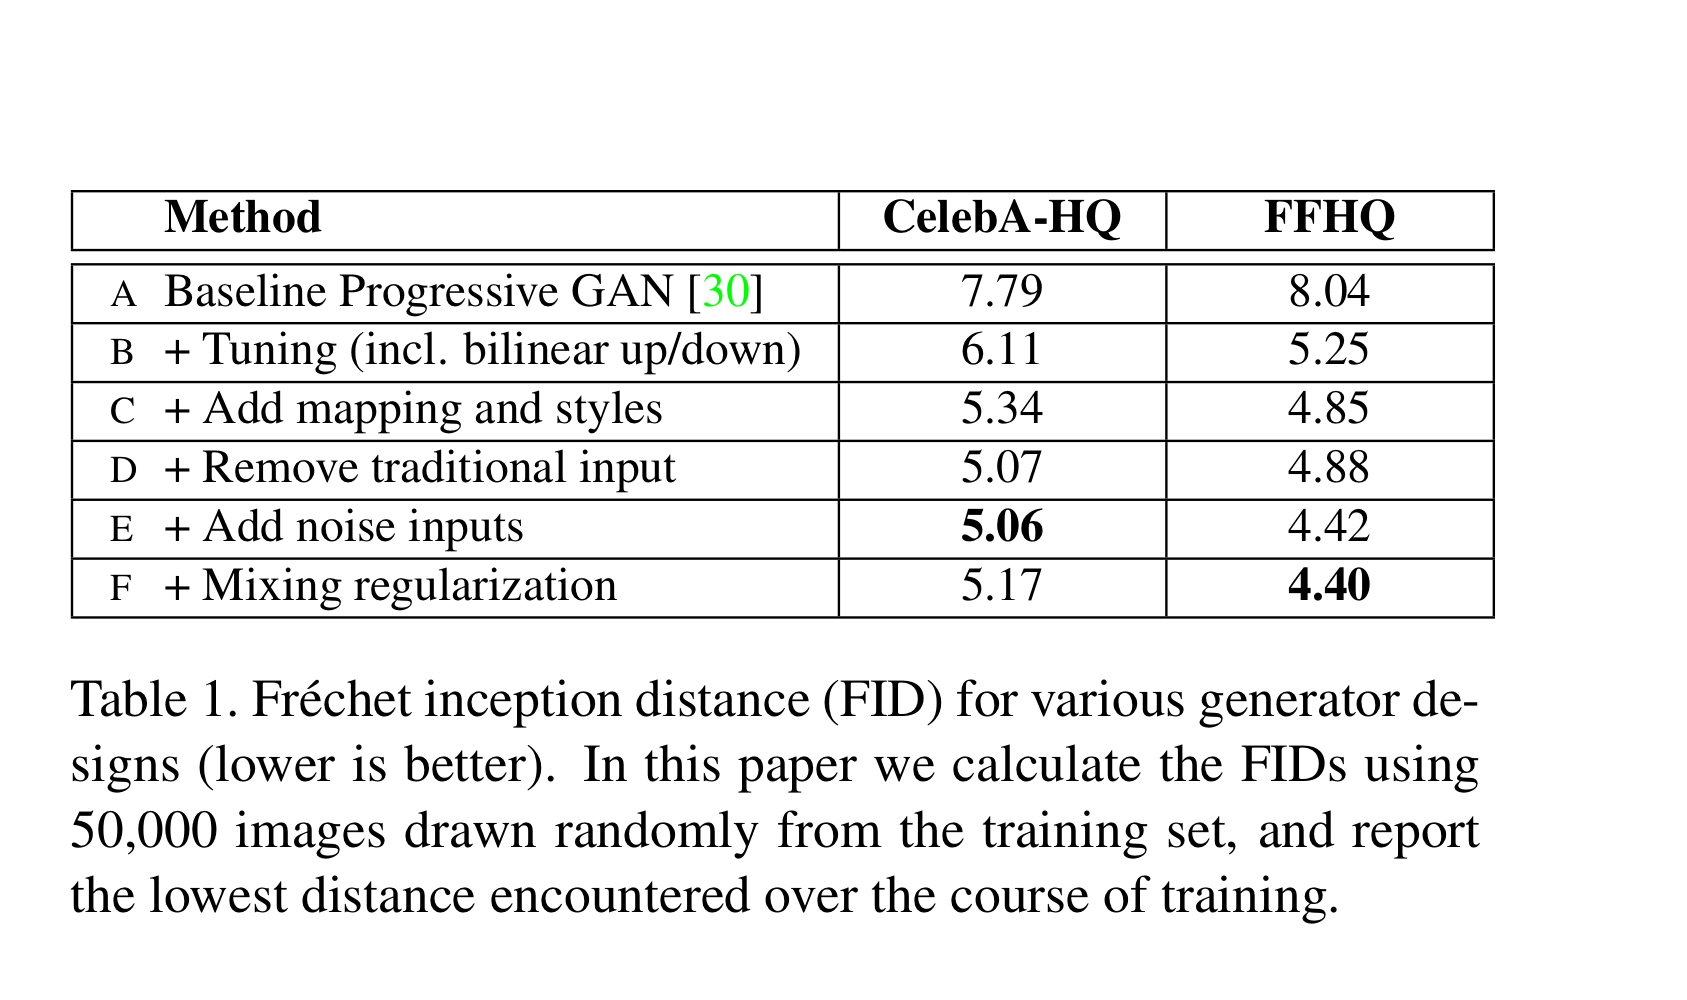 Method CelebA-HQ FFHQ
A Baseline Progressive GAN [30] 7.79 8.04
B + Tuning (incl. bilinear up/down) 6.11 5.25
C + Add mapping and styles 5.34 4.85
D + Remove traditional input 5.07 4.88
E + Add noise inputs 5.06 4.42
F + Mixing regularization 5.17 4.40
Table 1. Fréchet inception distance (FID) for various generator de-
signs (lower is better). In this paper we calculate the FIDs using
50,000 images drawn randomly from the training set, and report
the lowest distance encountered over the course of training.